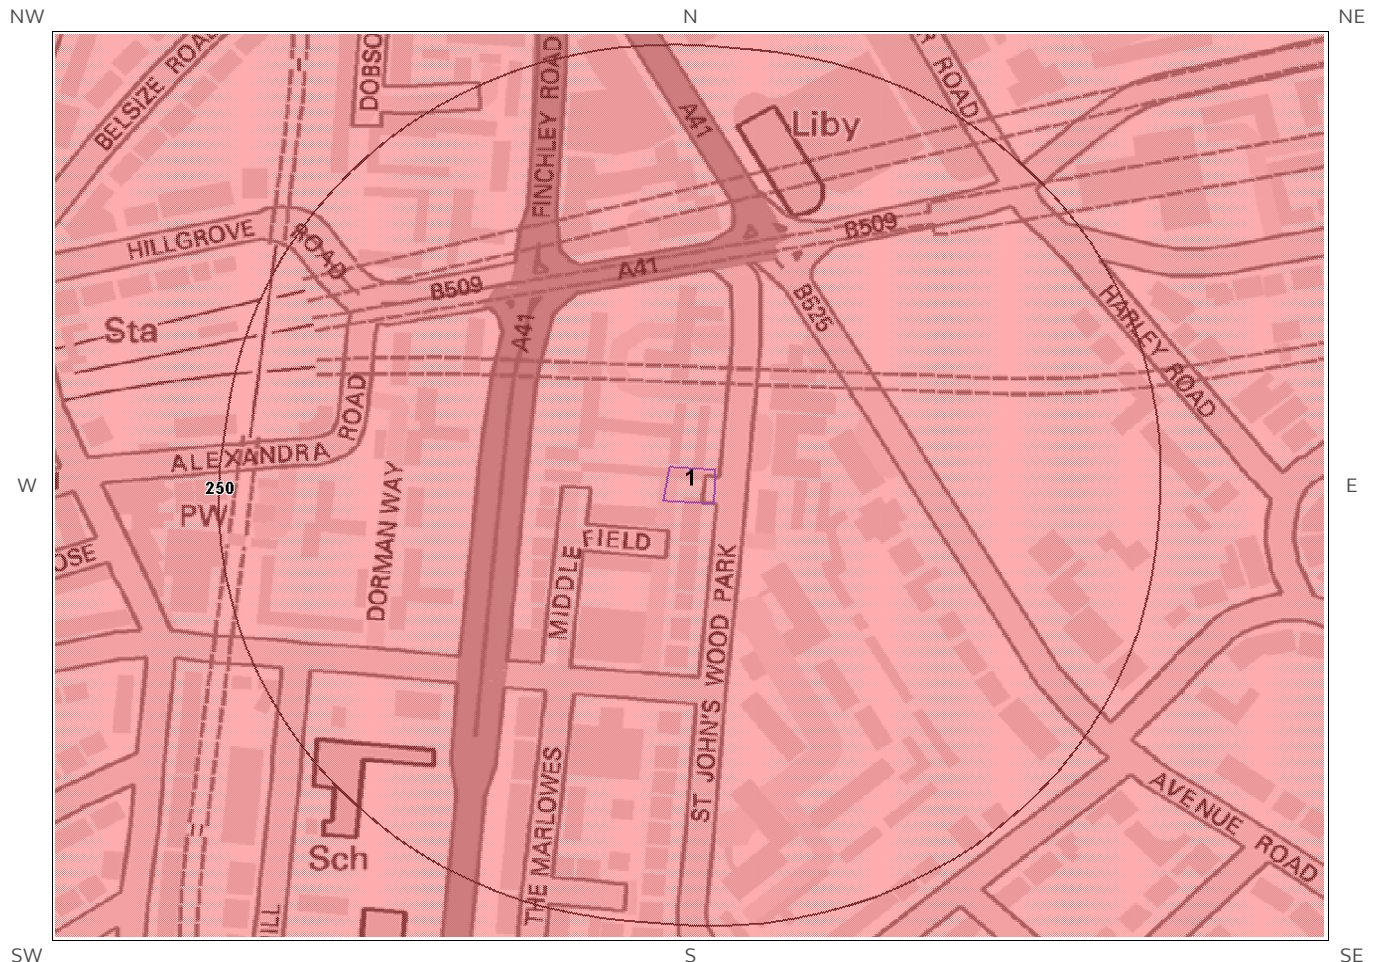 NW
N
NE
BELSIZE ROAD
DOBSO
FINCHLEY ROAD
A41
R ROAD
Liby
HILLGROVE
ROAD
B509
A41
B509
Sta
A41
B525
HARLEY ROAD
ROAD
ALEXANDRA
W
250
1
E
PW
OSE
DORMAN WAY
MIDDLE
FIELD
ST JOHN'S WOOD PARK
THE MARLOWES
Sch
AVENUE ROAD
ILL
SW
S
SE